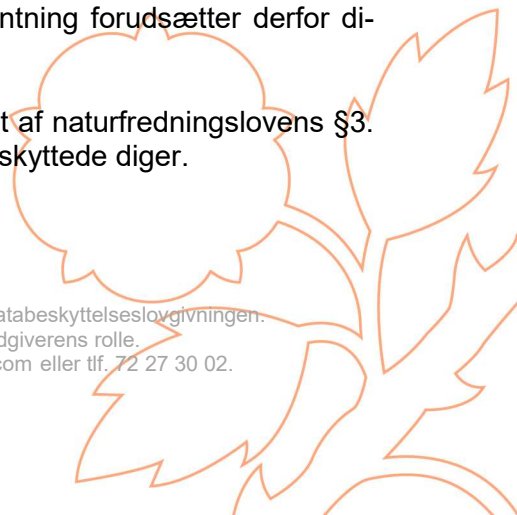 ntning forudsætter derfor di-
t af naturfredningslovens §3.
skyttede diger.
atabeskyttelseslovgivningen.
dgiverens rolle.
com eller tlf. 72 27 30 02.